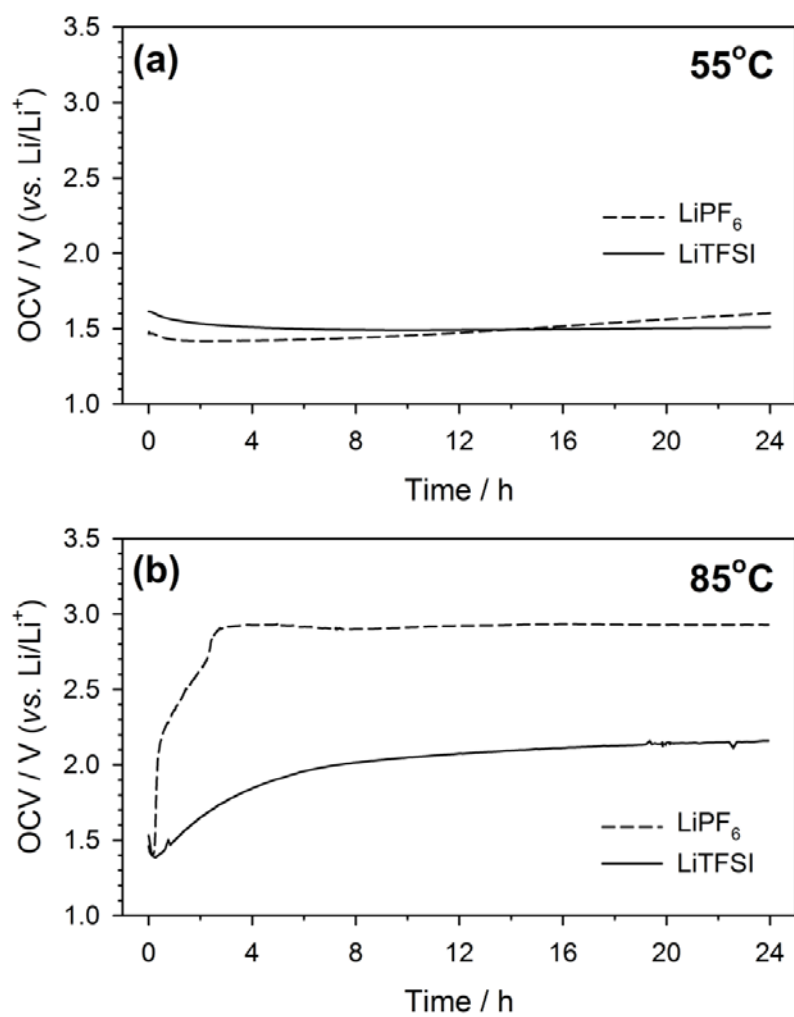 (a)
55°C
3.5
3.0
2.5
2.0
1.5
1.0
OCV / V (vs. Li/Li⁺)
LiPF₆
LiTFSI
0 4 8 12 16 20 24
Time / h
(b)
85°C
3.5
3.0
2.5
2.0
1.5
1.0
OCV / V (vs. Li/Li⁺)
LiPF₆
LiTFSI
0 4 8 12 16 20 24
Time / h